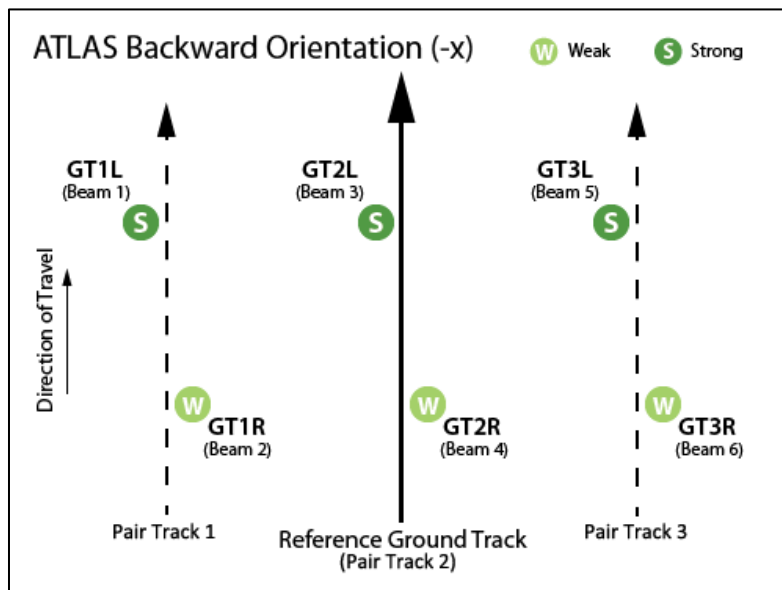 ATLAS Backward Orientation (-x)
W Weak
S Strong
GT1L
(Beam 1)
S
GT2L
(Beam 3)
S
GT3L
(Beam 5)
S
Direction of Travel
W
GT1R
(Beam 2)
W
GT2R
(Beam 4)
W
GT3R
(Beam 6)
Pair Track 1
Reference Ground Track
(Pair Track 2)
Pair Track 3